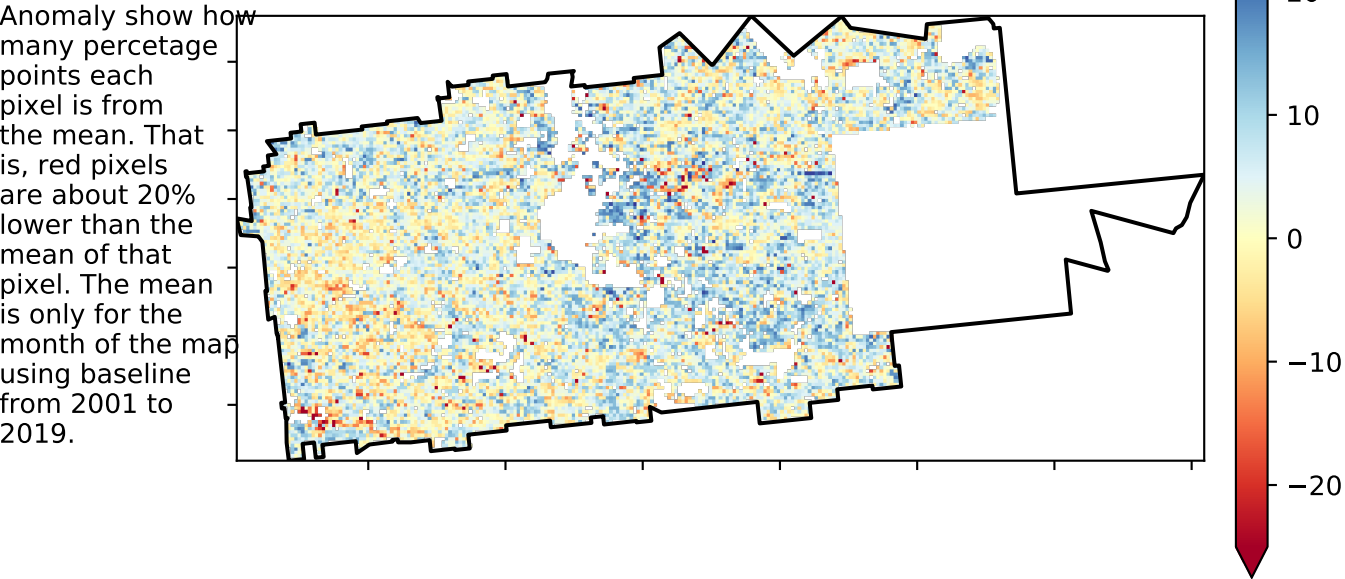 Anomaly show how
many percetage
points each
pixel is from
the mean. That
is, red pixels
are about 20%
lower than the
mean of that
pixel. The mean
is only for the
month of the map
using baseline
from 2001 to
2019.
10
0
−10
−20